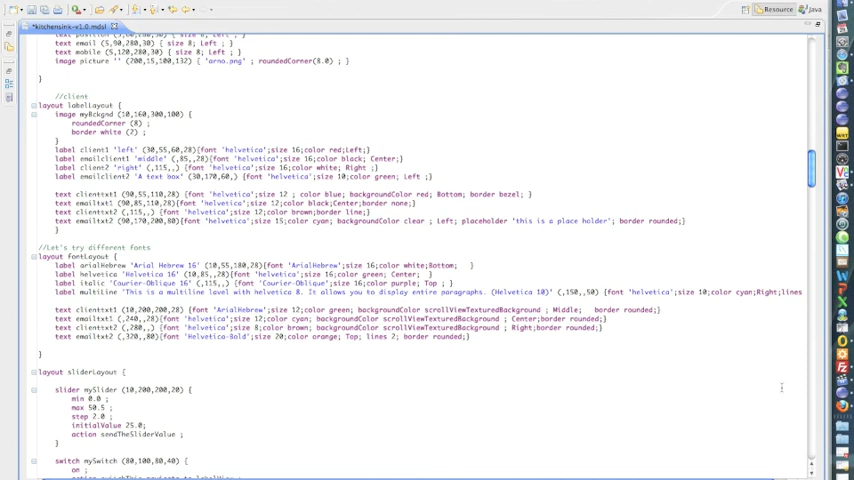 Resource
Java
*kitchensink-v1.0.mdsl
text email (5,90,280,30) { size 8; Left ; }
text mobile (5,120,280,30) { size 8; Left ; }
image picture '' (200,15,100,132) { 'arno.png' ; roundedCorner(8.0) ; }
}
//client
layout labelLayout {
image myBckgnd (10,160,300,180) {
roundedCorner (8) ;
border white (2) ;
}
label client1 'left' (30,55,60,28){font 'helvetica';size 16;color red;Left;}
label emailclient1 'middle' (,85,,28){font 'helvetica';size 16;color black; Center;}
label client2 'right' (,115,,) {font 'helvetica';size 16;color white; Right ;}
label emailclient2 'A text box' (30,170,60,) {font 'helvetica';size 10;color green; Left ;}
text clienttxt1 (90,55,110,28) {font 'helvetica';size 12 ; color blue; backgroundColor red; Bottom; border bezel; }
text emailtxt1 (90,85,110,28){font 'helvetica';size 12;color black;Center;border none;}
text clienttxt2 (,115,,) {font 'helvetica';size 12;color brown;border line;}
text emailtxt2 (90,170,200,80){font 'helvetica';size 15;color cyan; backgroundColor clear ; Left; placeholder 'this is a place holder'; border rounded;}
}
//Let's try different fonts
layout fontLayout {
label arialHebrew 'Arial Hebrew 16' (10,55,180,28){font 'ArialHebrew';size 16;color white;Bottom; }
label helvetica 'Helvetica 16' (10,85,,28){font 'helvetica';size 16;color green; Center; }
label italic 'Courier-Oblique 16' (,115,,) {font 'Courier-Oblique';size 16;color purple; Top ; }
label multiline 'This is a multiline lavel with helvetica 8. It allows you to display entire paragraphs. (Helvetica 10)' (,150,,50) {font 'helvetica';size 10;color cyan;Right;lines
text clienttxt1 (10,200,200,28) {font 'ArialHebrew';size 12;color green; backgroundColor scrollViewTexturedBackground ; Middle; border rounded;}
text emailtxt1 (,240,,28){font 'helvetica';size 12;color cyan; backgroundColor scrollViewTexturedBackground ; Center;border rounded;}
text clienttxt2 (,280,,) {font 'helvetica';size 8;color brown; backgroundColor scrollViewTexturedBackground ; Right;border rounded;}
text emailtxt2 (,320,,80) {font 'Helvetica-Bold';size 20;color orange; Top; lines 2; border rounded;}
}
layout sliderLayout {
slider mySlider (10,200,200,20) {
min 0.0 ;
max 50.5 ;
step 2.0 ;
initialValue 25.0;
action sendTheSliderValue ;
}
switch mySwitch (80,100,80,40) {
on ;